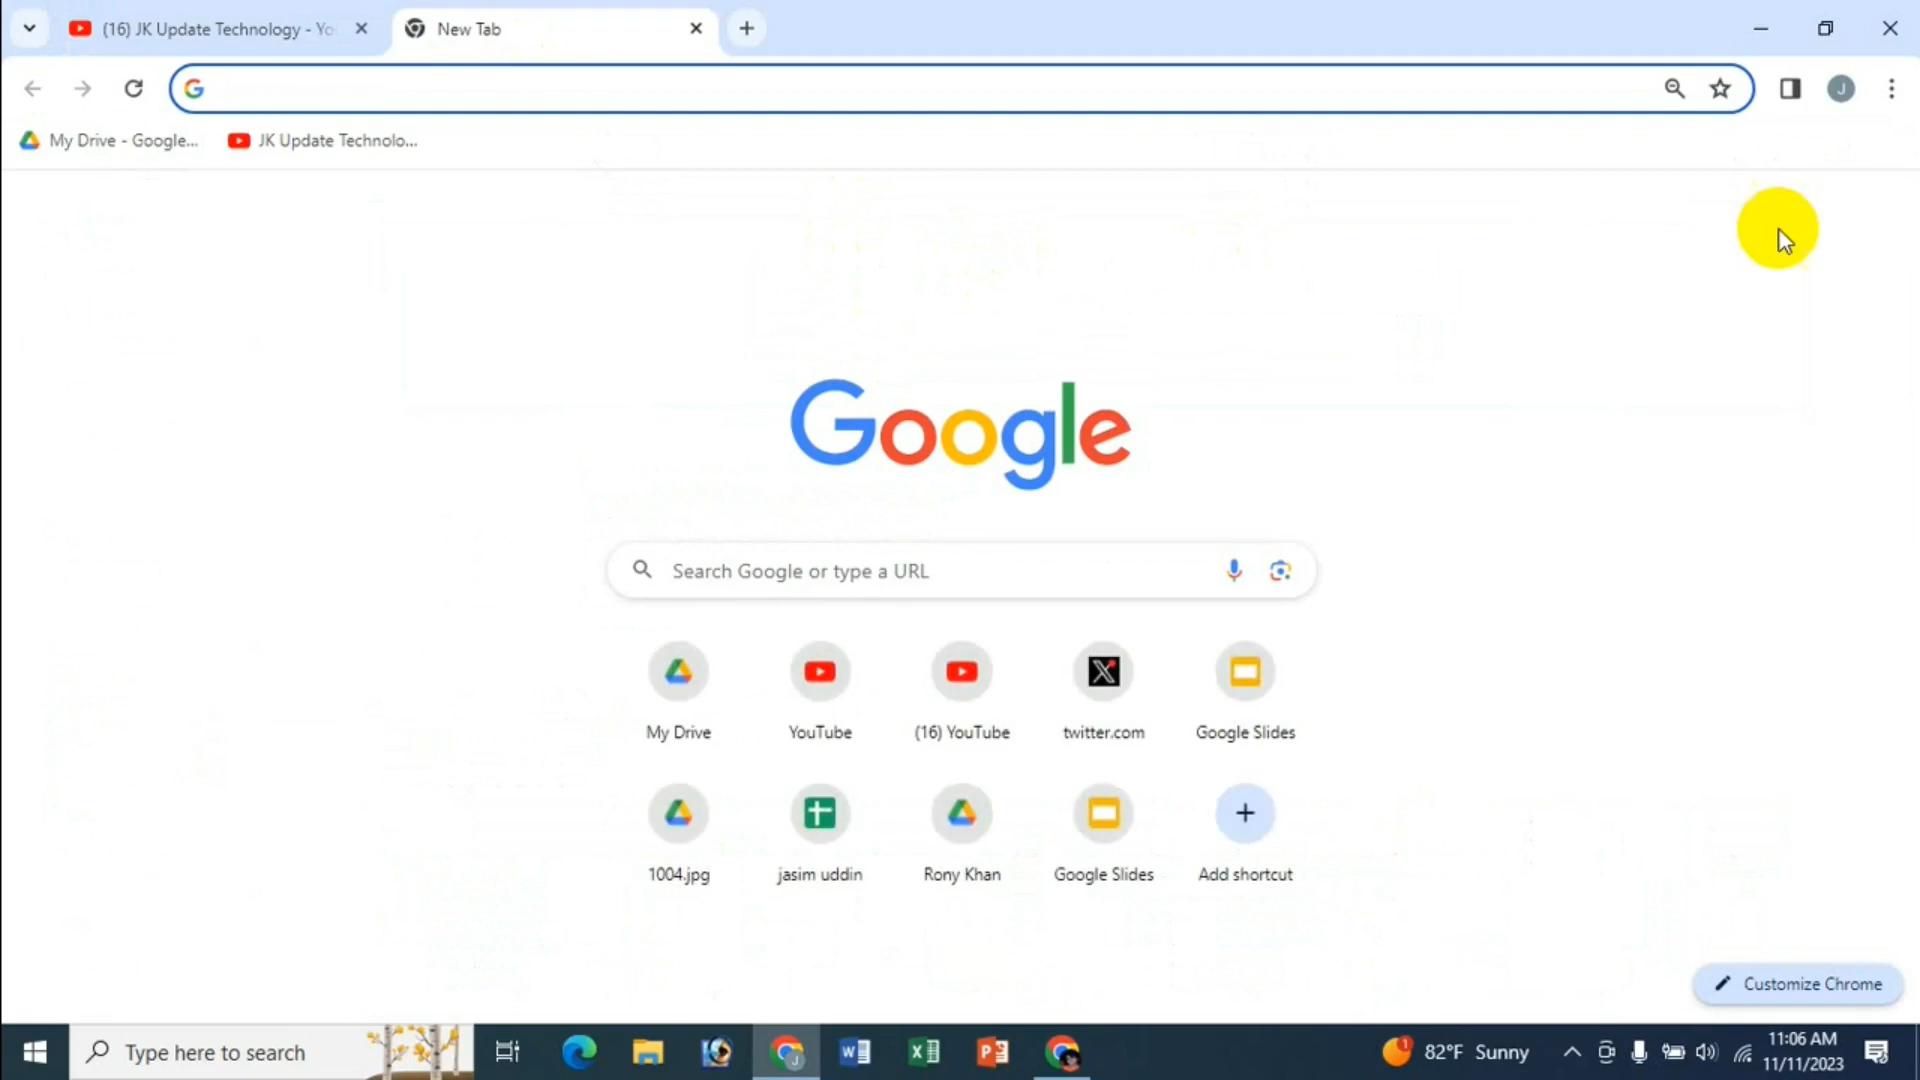 (16) JK Update Technology - Yo
New Tab
My Drive - Google...
JK Update Technolo...
J
Google
Search Google or type a URL
My Drive
YouTube
(16) YouTube
twitter.com
Google Slides
1004.jpg
jasim uddin
Rony Khan
Google Slides
Add shortcut
Customize Chrome
Type here to search
82°F Sunny
11:06 AM
11/11/2023